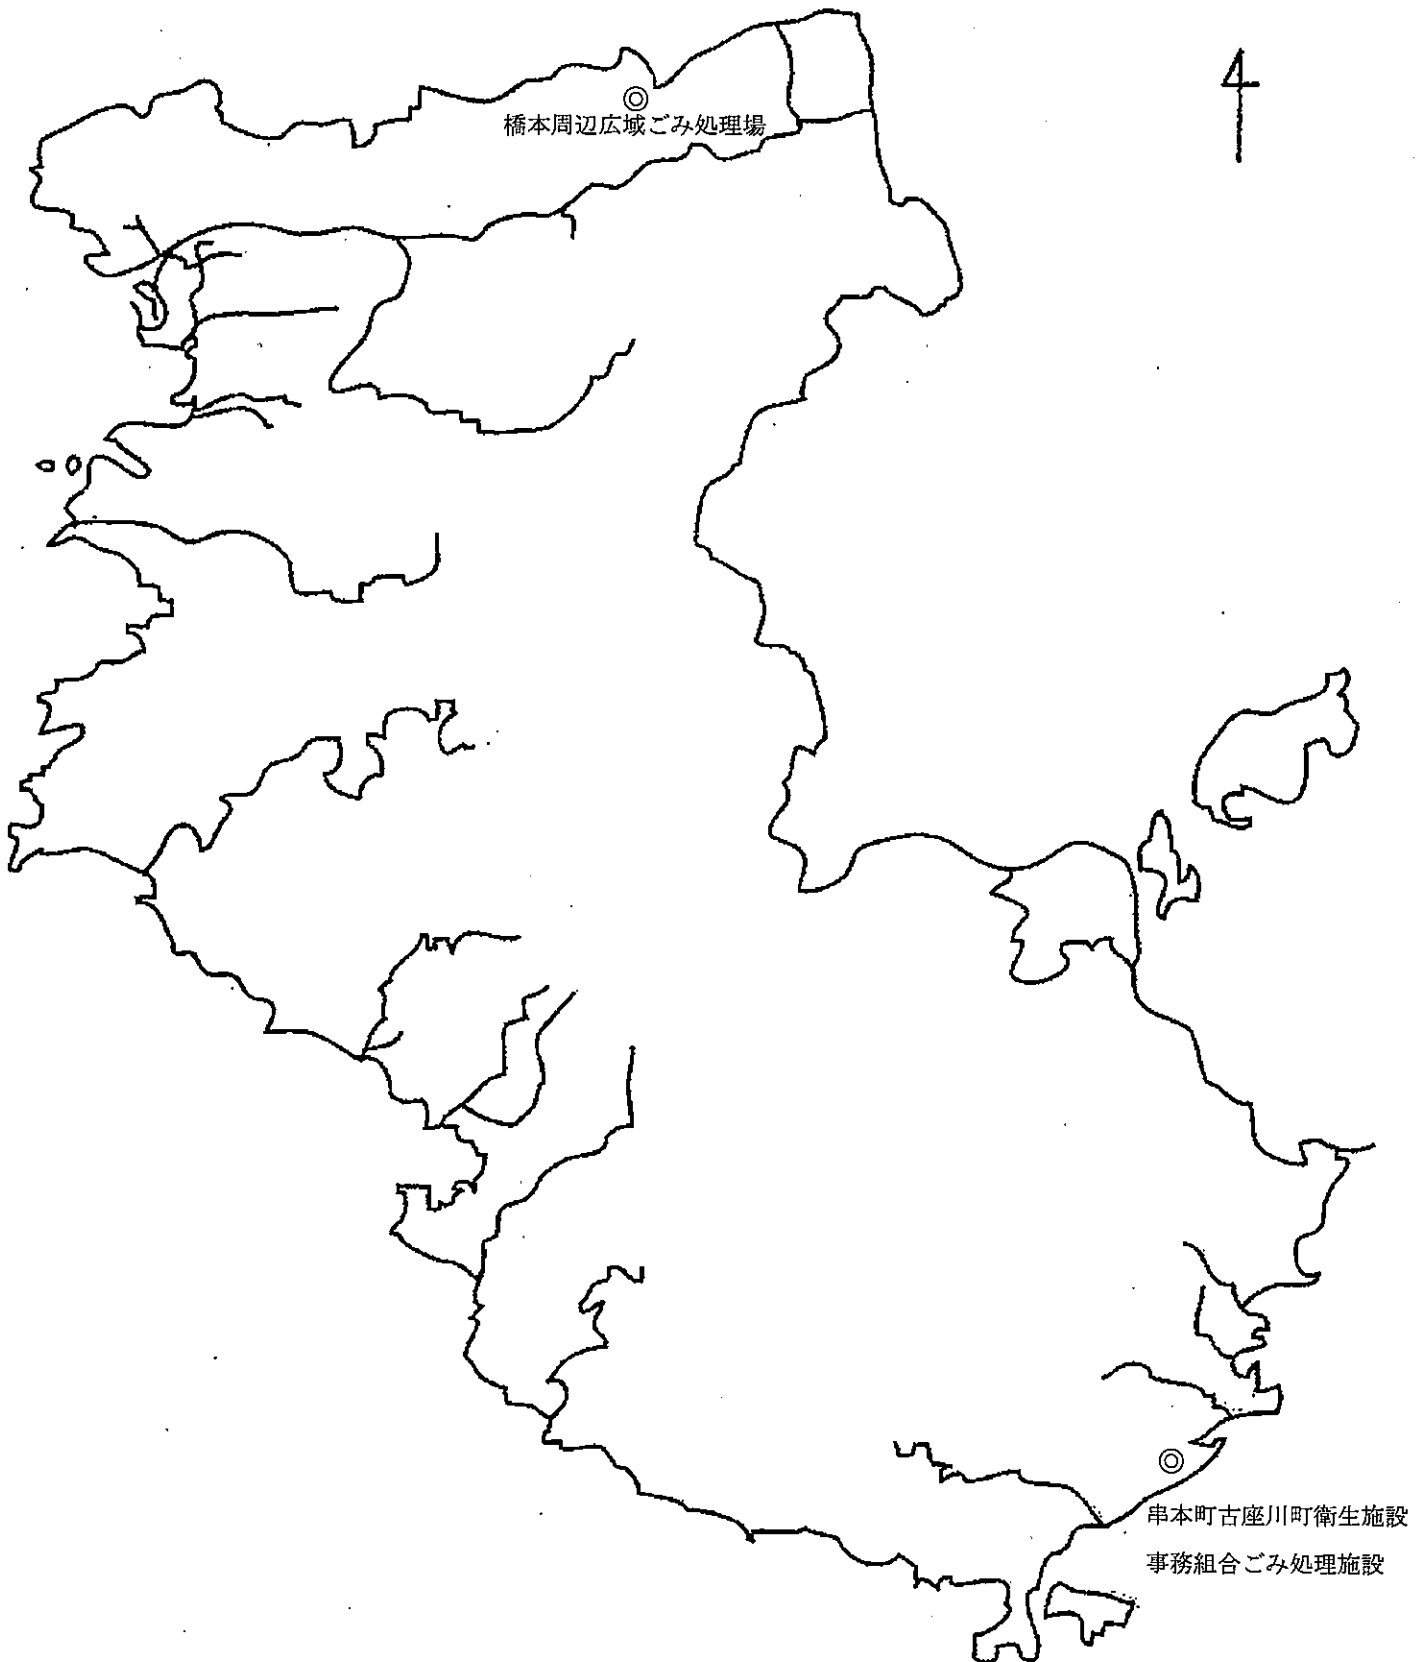 橋本周辺広域ごみ処理場
串本町古座川町衛生施設
事務組合ごみ処理施設